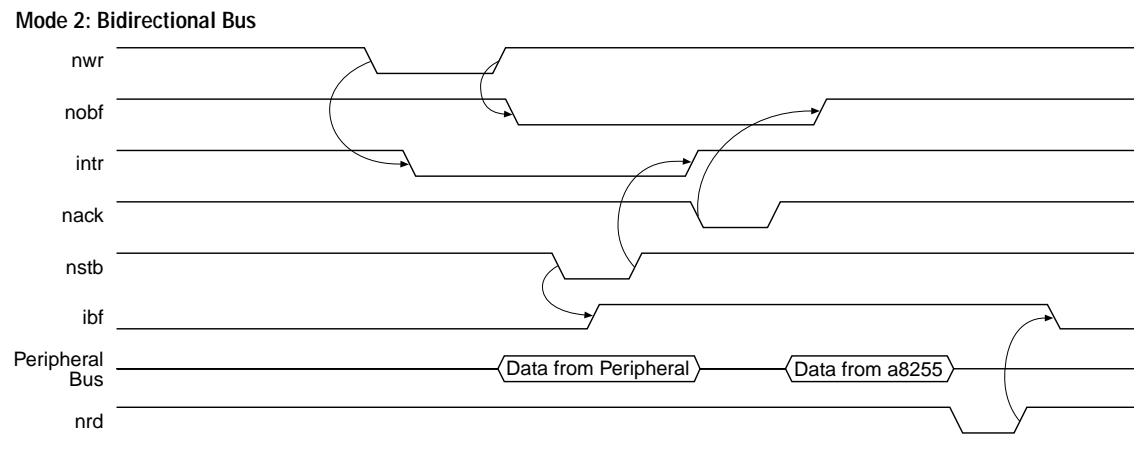 Mode 2: Bidirectional Bus
nwr
nobf
intr
nack
nstb
ibf
Peripheral
Bus
Data from Peripheral
Data from a8255
nrd